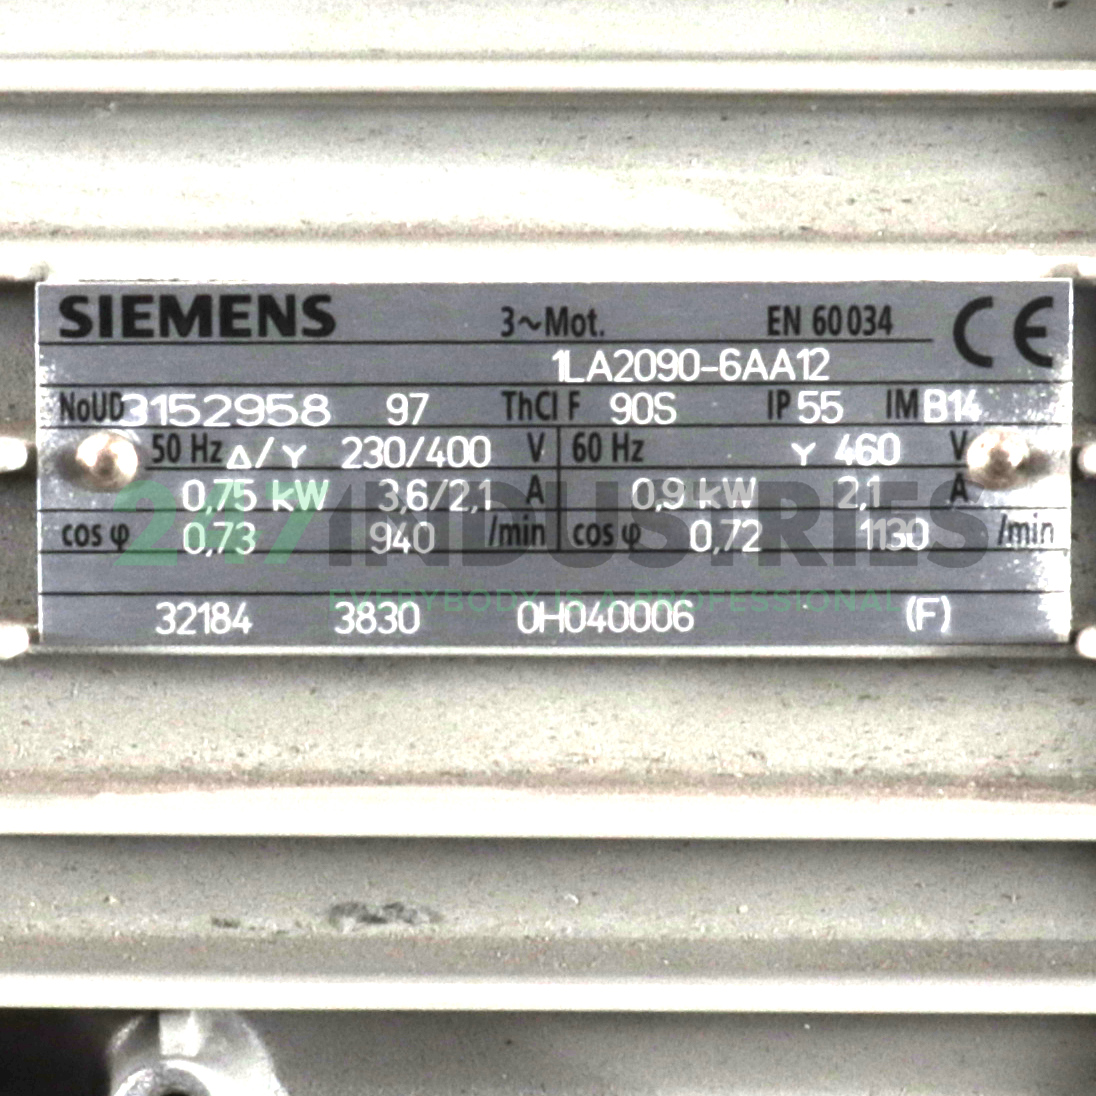 SIEMENS 3~Mot. EN 60034 CE
1LA2090-6AA12
NoUD 3152958 97 ThCl F 90S IP 55 IM B14
50 Hz Δ/Y 230/400 V 60 Hz Y 460 V
0,75 kW 3,6/2,1 A 0,9 kW 2,1 A
247INDUSTRIES
cos φ 0,73 940 /min cos φ 0,72 1130 /min
EVERYBODY IS A PROFESSIONAL
32184 3830 0H040006 (F)